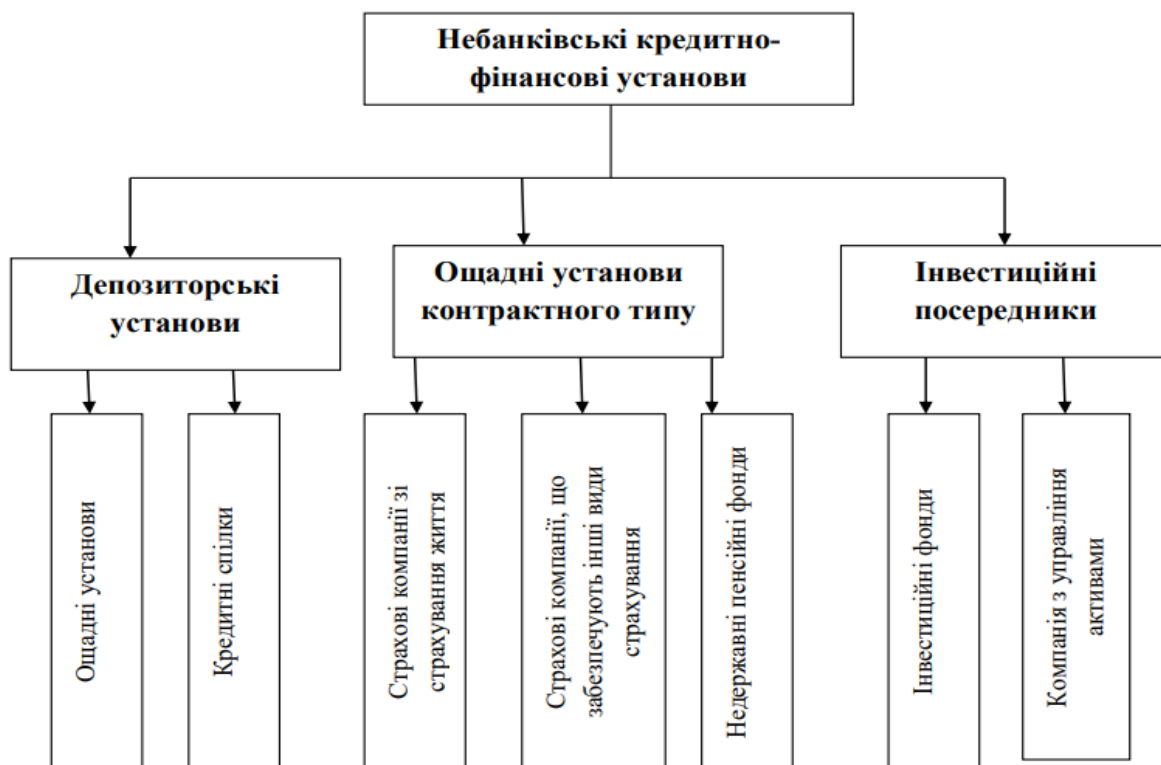 Небанківські кредитно-
фінансові установи
Депозиторські
установи
Ощадні установи
контрактного типу
Інвестиційні
посередники
Ощадні установи
Кредитні спілки
Страхові компанії зі
страхування життя
Страхові компанії, що
забезпечують інші види
страхування
Недержавні пенсійні фонди
Інвестиційні фонди
Компанія з управління
активами